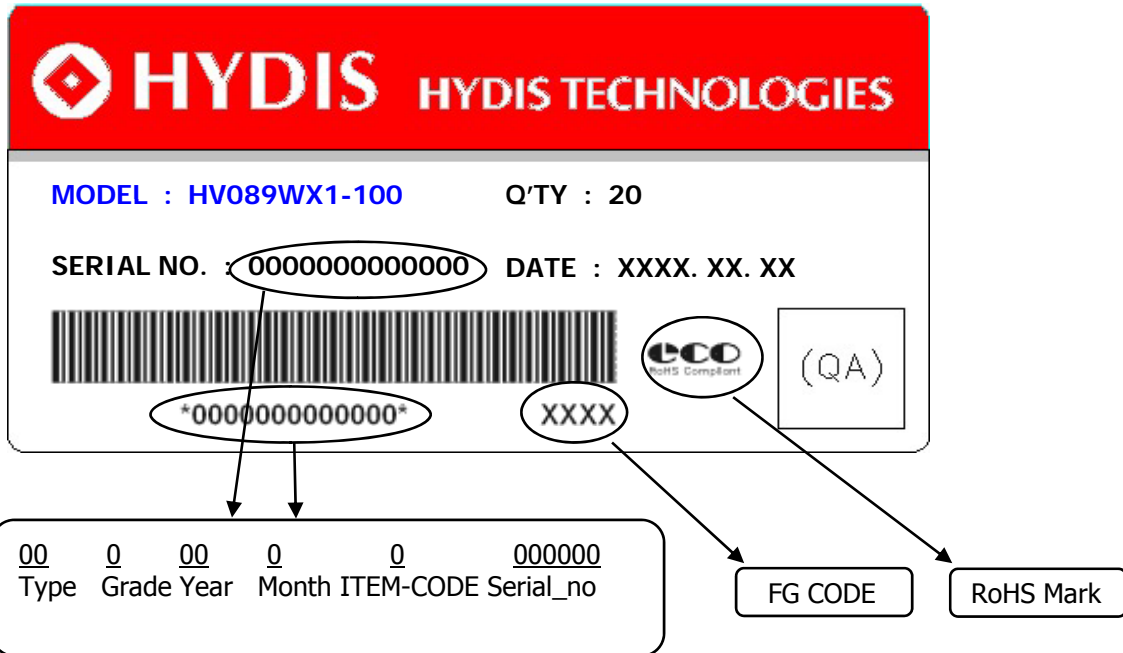 HYDIS HYDIS TECHNOLOGIES
MODEL : HV089WX1-100 Q'TY : 20
SERIAL NO. : 0000000000000 DATE : XXXX. XX. XX
eco
RoHS Compliant
(QA)
*0000000000000* XXXX
00 0 00 0 0 000000
Type Grade Year Month ITEM-CODE Serial_no
FG CODE
RoHS Mark